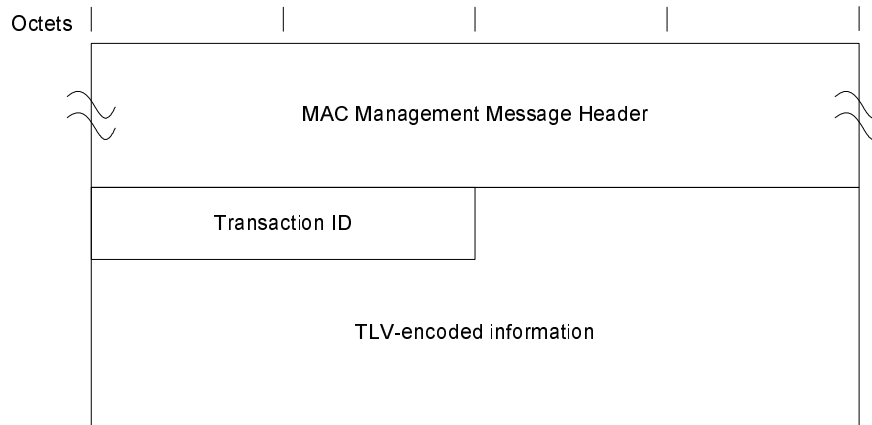 Octets
MAC Management Message Header
Transaction ID
TLV-encoded information